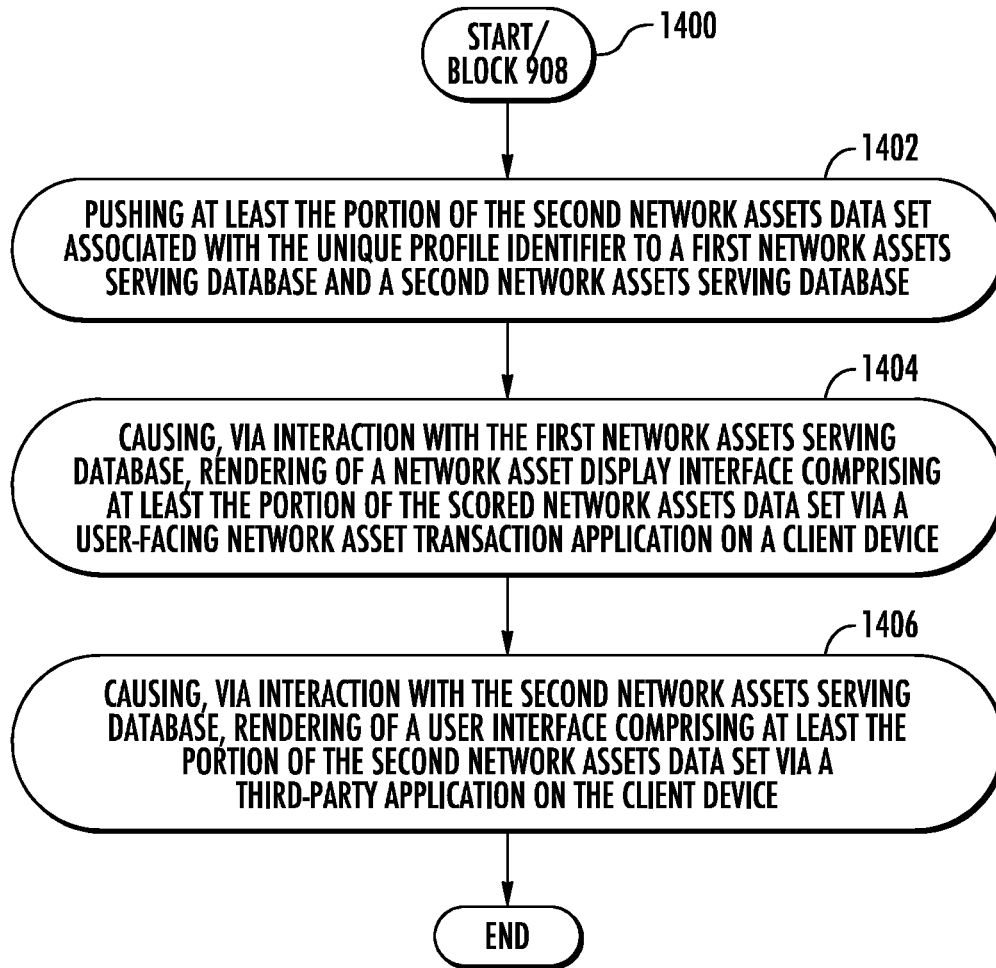 START/
BLOCK 908
1400
1402
PUSHING AT LEAST THE PORTION OF THE SECOND NETWORK ASSETS DATA SET
ASSOCIATED WITH THE UNIQUE PROFILE IDENTIFIER TO A FIRST NETWORK ASSETS
SERVING DATABASE AND A SECOND NETWORK ASSETS SERVING DATABASE
1404
CAUSING, VIA INTERACTION WITH THE FIRST NETWORK ASSETS SERVING
DATABASE, RENDERING OF A NETWORK ASSET DISPLAY INTERFACE COMPRISING
AT LEAST THE PORTION OF THE SCORED NETWORK ASSETS DATA SET VIA A
USER-FACING NETWORK ASSET TRANSACTION APPLICATION ON A CLIENT DEVICE
1406
CAUSING, VIA INTERACTION WITH THE SECOND NETWORK ASSETS SERVING
DATABASE, RENDERING OF A USER INTERFACE COMPRISING AT LEAST THE
PORTION OF THE SECOND NETWORK ASSETS DATA SET VIA A
THIRD-PARTY APPLICATION ON THE CLIENT DEVICE
END